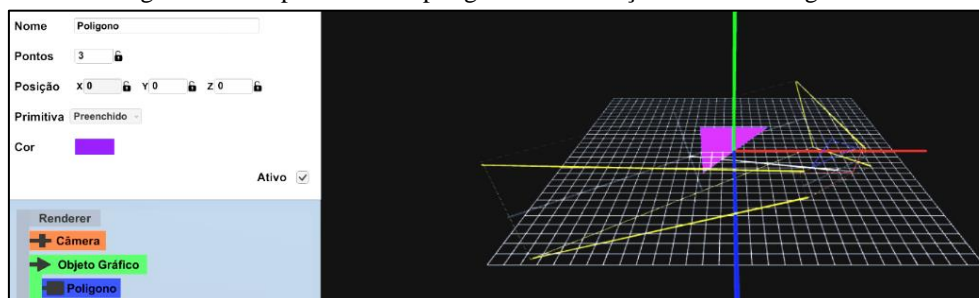 Nome Poligono
Pontos 3
Posição X 0 Y 0 Z 0
Primitiva Preenchido
Cor
Ativo
Renderer
Câmera
Objeto Gráfico
Poligono